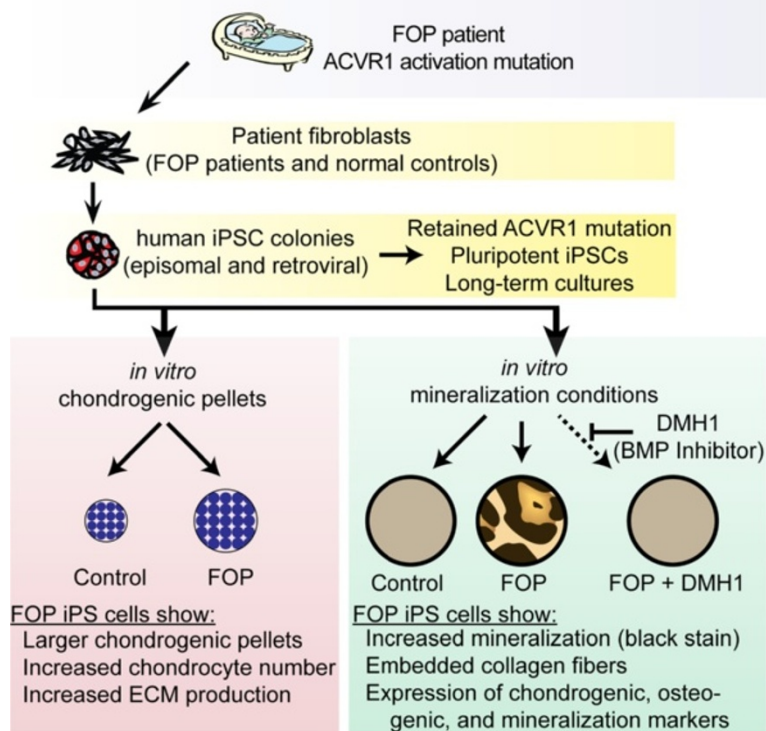 FOP patient
ACVR1 activation mutation
Patient fibroblasts
(FOP patients and normal controls)
human iPSC colonies
(episomal and retroviral)
Retained ACVR1 mutation
Pluripotent iPSCs
Long-term cultures
in vitro
chondrogenic pellets
Control
FOP
FOP iPS cells show:
Larger chondrogenic pellets
Increased chondrocyte number
Increased ECM production
in vitro
mineralization conditions
DMH1
(BMP Inhibitor)
Control
FOP
FOP + DMH1
FOP iPS cells show:
Increased mineralization (black stain)
Embedded collagen fibers
Expression of chondrogenic, osteo-
genic, and mineralization markers